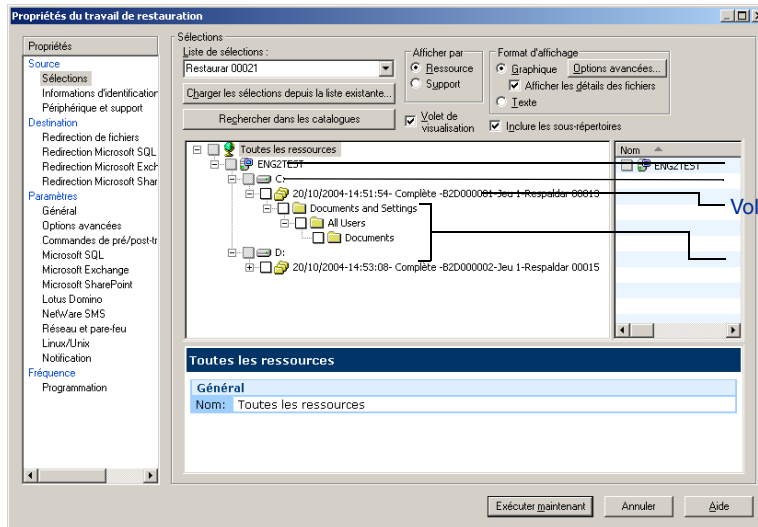 Propriétés du travail de restauration
Propriétés
Source
Sélections
Informations d'identification
Périphérique et support
Destination
Redirection de fichiers
Redirection Microsoft SQL
Redirection Microsoft Exch
Redirection Microsoft Shar
Paramètres
Général
Options avancées
Commandes de pré/post-tr
Microsoft SQL
Microsoft Exchange
Microsoft SharePoint
Lotus Domino
NetWare SMS
Réseau et pare-feu
Linux/Unix
Notification
Fréquence
Programmation
Sélections
Liste de sélections :
Restaurar 00021
Charger les sélections depuis la liste existante...
Rechercher dans les catalogues
Afficher par
Ressource
Support
Volet de visualisation
Format d'affichage
Graphique
Options avancées...
Afficher les détails des fichiers
Texte
Inclure les sous-répertoires
Toutes les ressources
ENG2TEST
C:
20/10/2004-14:51:54- Complète -B2D000001-Jeu 1-Respaldar 00013
Documents and Settings
All Users
Documents
D:
20/10/2004-14:53:08- Complète -B2D000002-Jeu 1-Respaldar 00015
Nom
ENG2TEST
Vol
Toutes les ressources
Général
Nom: Toutes les ressources
Exécuter maintenant
Annuler
Aide